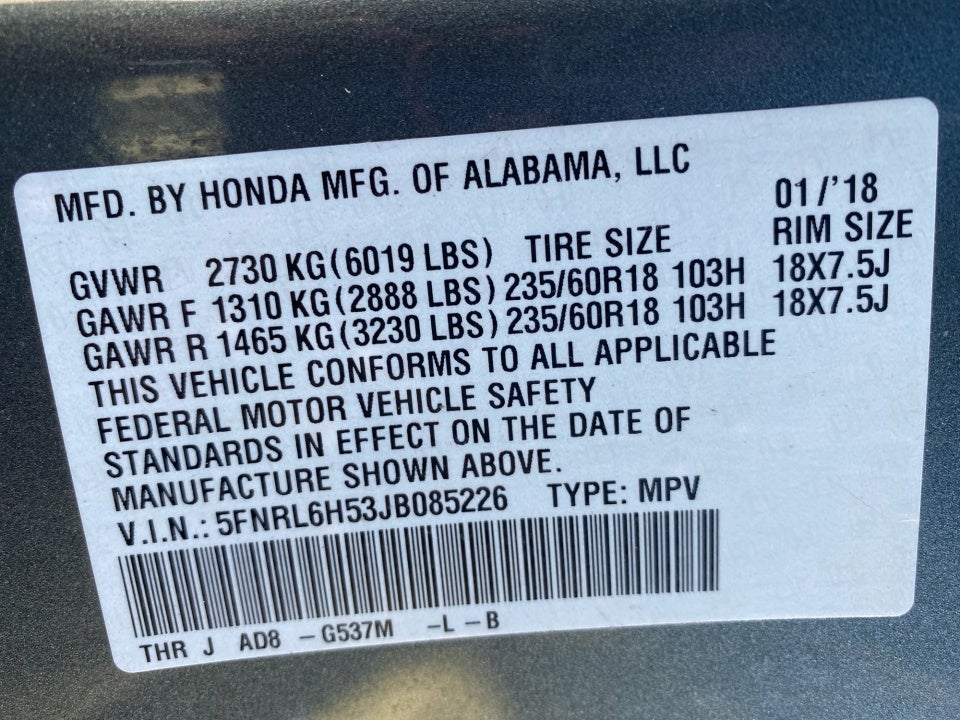 MFD. BY HONDA MFG. OF ALABAMA, LLC
01/'18
GVWR 2730 KG(6019 LBS) TIRE SIZE RIM SIZE
GAWR F 1310 KG(2888 LBS) 235/60R18 103H 18X7.5J
GAWR R 1465 KG(3230 LBS) 235/60R18 103H 18X7.5J
THIS VEHICLE CONFORMS TO ALL APPLICABLE
FEDERAL MOTOR VEHICLE SAFETY
STANDARDS IN EFFECT ON THE DATE OF
MANUFACTURE SHOWN ABOVE.
V.I.N.: 5FNRL6H53JB085226 TYPE: MPV
THR J AD8 -G537M -L -B